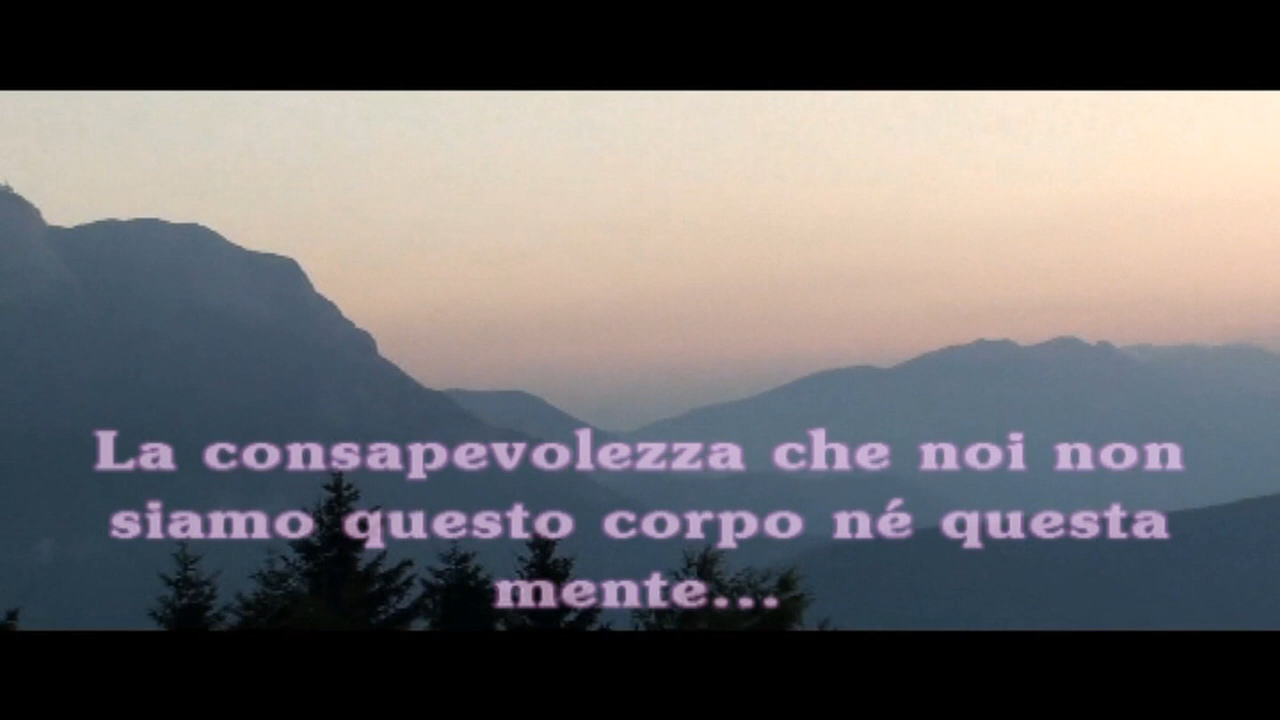 La consapevolezza che noi non
siamo questo corpo né questa
mente...